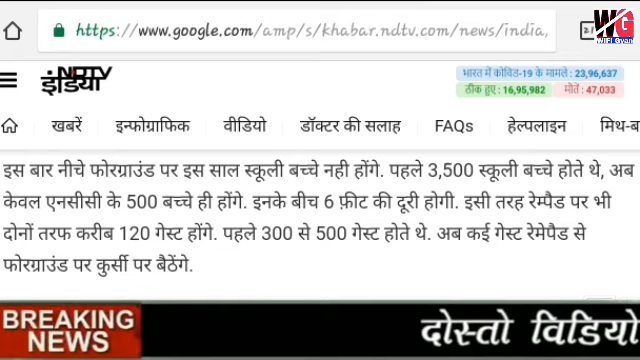 https://www.google.com/amp/s/khabar.ndtv.com/news/india,
WG
WiFi Gyan
NDTV
इंडिया
भारत में कोविड-19 के मामले : 23,96,637
ठीक हुए : 16,95,982 मौतें : 47,033
खबरें इन्फोग्राफिक वीडियो डॉक्टर की सलाह FAQs हेल्पलाइन मिथ-ब
इस बार नीचे फोरग्राउंड पर इस साल स्कूली बच्चे नही होंगे. पहले 3,500 स्कूली बच्चे होते थे, अब
केवल एनसीसी के 500 बच्चे ही होंगे. इनके बीच 6 फ़ीट की दूरी होगी. इसी तरह रेम्पैड पर भी
दोनों तरफ करीब 120 गेस्ट होंगे. पहले 300 से 500 गेस्ट होते थे. अब कई गेस्ट रेमेपैड से
फोरग्राउंड पर कुर्सी पर बैठेंगे.
BREAKING
NEWS
दोस्तो विडियो